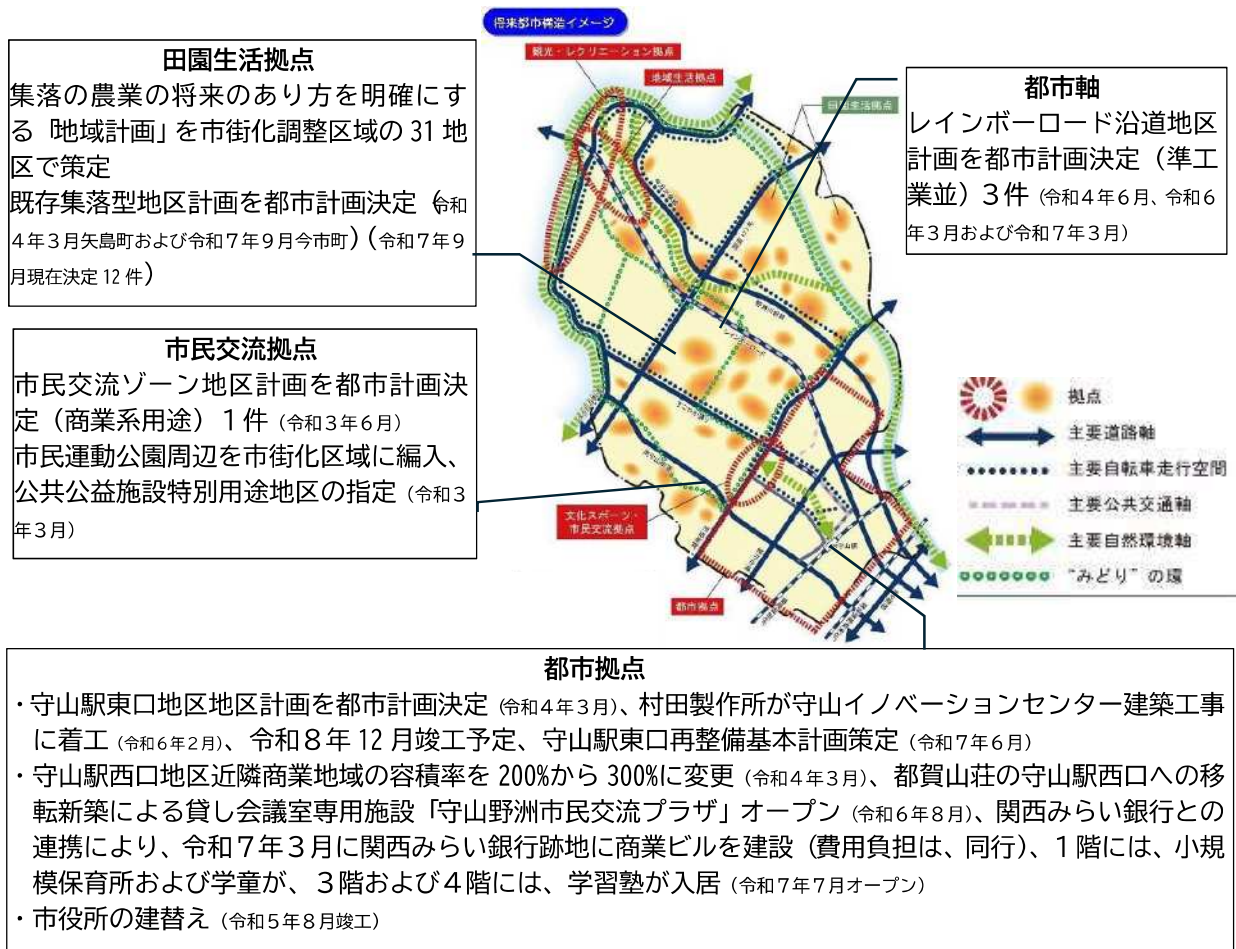 将来都市構造イメージ
観光・レクリエーション拠点
地域生活拠点
田園生活拠点
田園生活拠点
集落の農業の将来のあり方を明確にす
る「地域計画」を市街化調整区域の 31 地
区で策定
既存集落型地区計画を都市計画決定（令和
4年3月矢島町および令和7年9月今市町）（令和7年9
月現在決定 12 件）
都市軸
レインボーロード沿道地区
計画を都市計画決定（準工
業並）３件（令和４年６月、令和６
年３月および令和７年３月）
市民交流拠点
市民交流ゾーン地区計画を都市計画決
定（商業系用途）１件（令和３年６月）
市民運動公園周辺を市街化区域に編入、
公共公益施設特別用途地区の指定（令和３
年３月）
レインボーロード
文化スポーツ・
市民交流拠点
都市拠点
守山駅
拠点
主要道路軸
主要自転車走行空間
主要公共交通軸
主要自然環境軸
“みどり”の環
都市拠点
・守山駅東口地区地区計画を都市計画決定（令和４年３月）、村田製作所が守山イノベーションセンター建築工事
に着工（令和６年２月）、令和８年 12 月竣工予定、守山駅東口再整備基本計画策定（令和７年６月）
・守山駅西口地区近隣商業地域の容積率を 200%から 300%に変更（令和４年３月）、都賀山荘の守山駅西口への移
転新築による貸し会議室専用施設「守山野洲市民交流プラザ」オープン（令和６年８月）、関西みらい銀行との
連携により、令和７年３月に関西みらい銀行跡地に商業ビルを建設（費用負担は、同行）、１階には、小規
模保育所および学童が、３階および４階には、学習塾が入居（令和７年７月オープン）
・市役所の建替え（令和５年８月竣工）